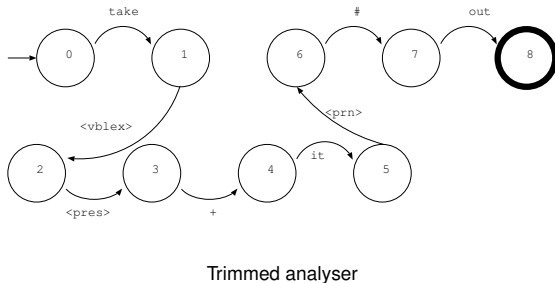 take
#
out
0
1
6
7
8
<vblex>
<prn>
2
3
4
it
5
<pres>
+
Trimmed analyser